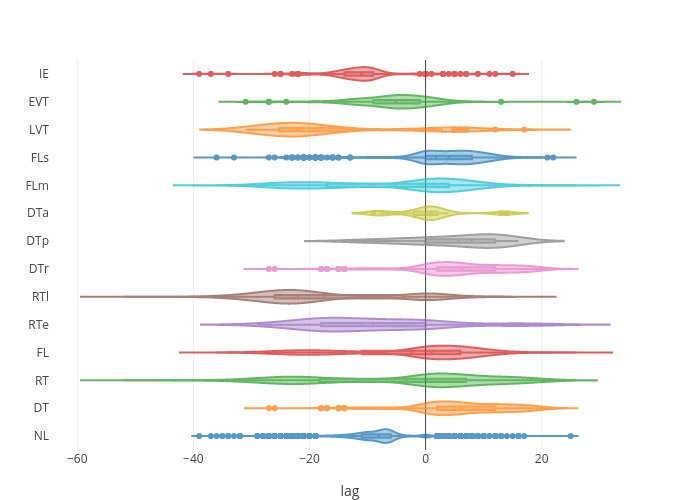 IE
EVT
LVT
FLs
FLm
DTa
DTp
DTr
RTl
RTe
FL
RT
DT
NL
−60 −40 −20 0 20
lag